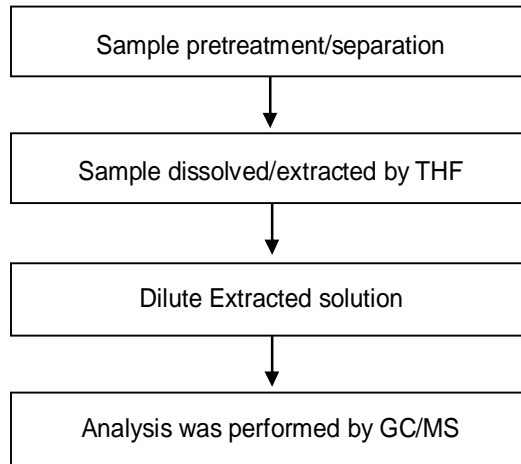 Sample pretreatment/separation
Sample dissolved/extracted by THF
Dilute Extracted solution
Analysis was performed by GC/MS